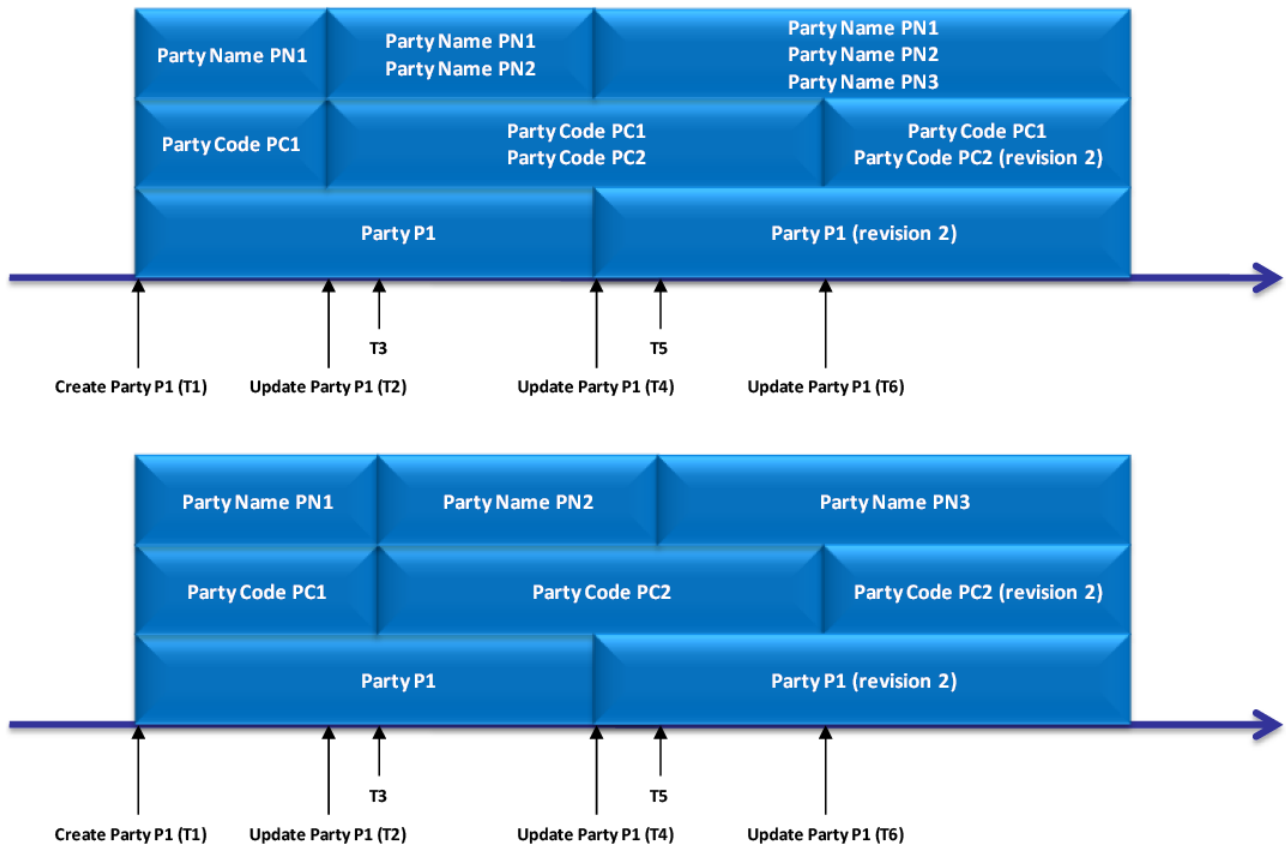 Party Name PN1
Party Name PN1
Party Name PN2
Party Name PN1
Party Name PN2
Party Name PN3
Party Code PC1
Party Code PC1
Party Code PC2
Party Code PC1
Party Code PC2 (revision 2)
Party P1
Party P1 (revision 2)
T3
T5
Create Party P1 (T1)
Update Party P1 (T2)
Update Party P1 (T4)
Update Party P1 (T6)
Party Name PN1
Party Name PN2
Party Name PN3
Party Code PC1
Party Code PC2
Party Code PC2 (revision 2)
Party P1
Party P1 (revision 2)
T3
T5
Create Party P1 (T1)
Update Party P1 (T2)
Update Party P1 (T4)
Update Party P1 (T6)